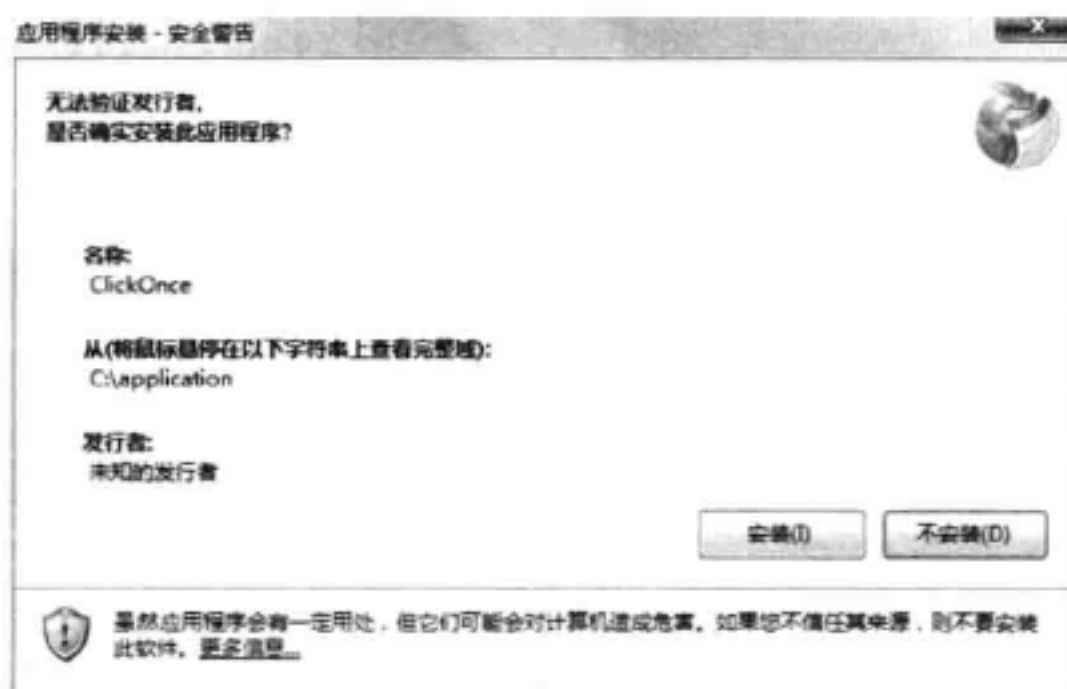 应用程序安装 - 安全警告
无法验证发行者。
是否确实安装此应用程序?
名称:
ClickOnce
从(将鼠标悬停在以下字符串上查看完整域):
C:\application
发行者:
未知的发行者
安装(I)
不安装(D)
虽然应用程序会有一定用处，但它们可能会对计算机造成危害。如果您不信任其来源，则不要安装
此软件。更多信息...